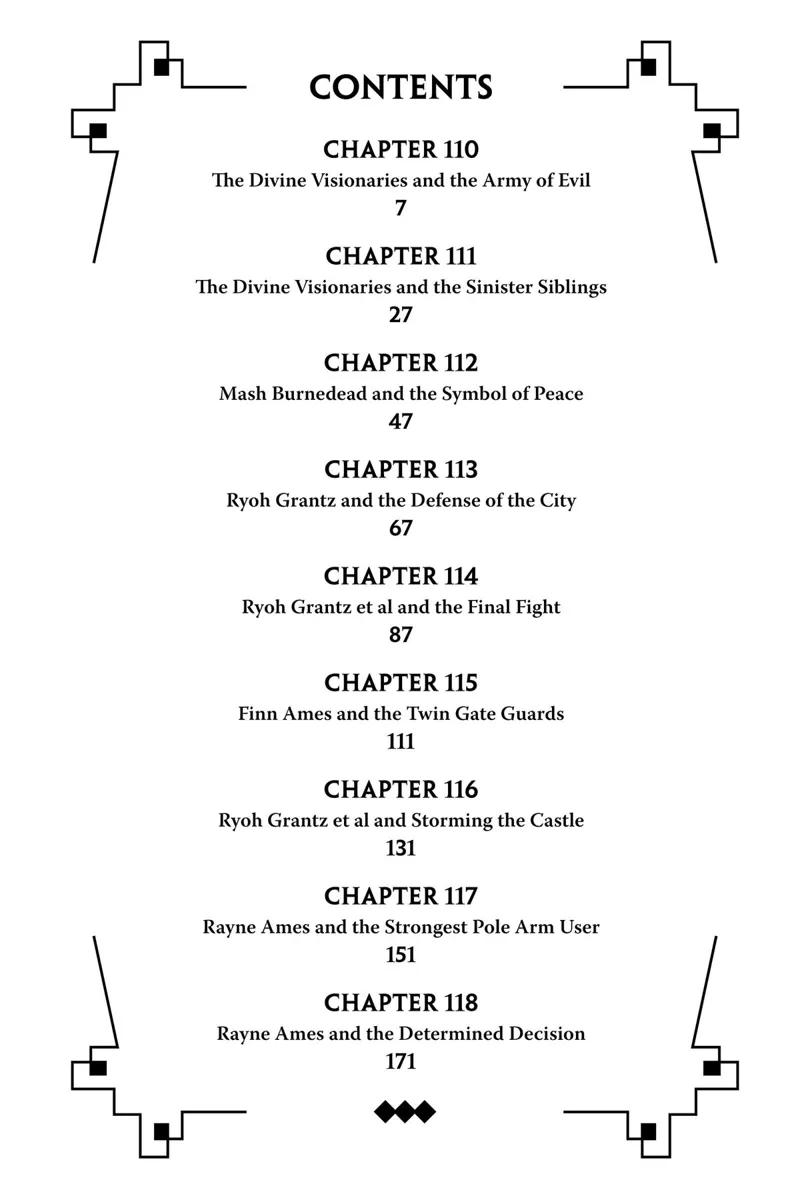 CONTENTS
CHAPTER 110
The Divine Visionaries and the Army of Evil
7
CHAPTER 111
The Divine Visionaries and the Sinister Siblings
27
CHAPTER 112
Mash Burnedead and the Symbol of Peace
47
CHAPTER 113
Ryoh Grantz and the Defense of the City
67
CHAPTER 114
Ryoh Grantz et al and the Final Fight
87
CHAPTER 115
Finn Ames and the Twin Gate Guards
111
CHAPTER 116
Ryoh Grantz et al and Storming the Castle
131
CHAPTER 117
Rayne Ames and the Strongest Pole Arm User
151
CHAPTER 118
Rayne Ames and the Determined Decision
171